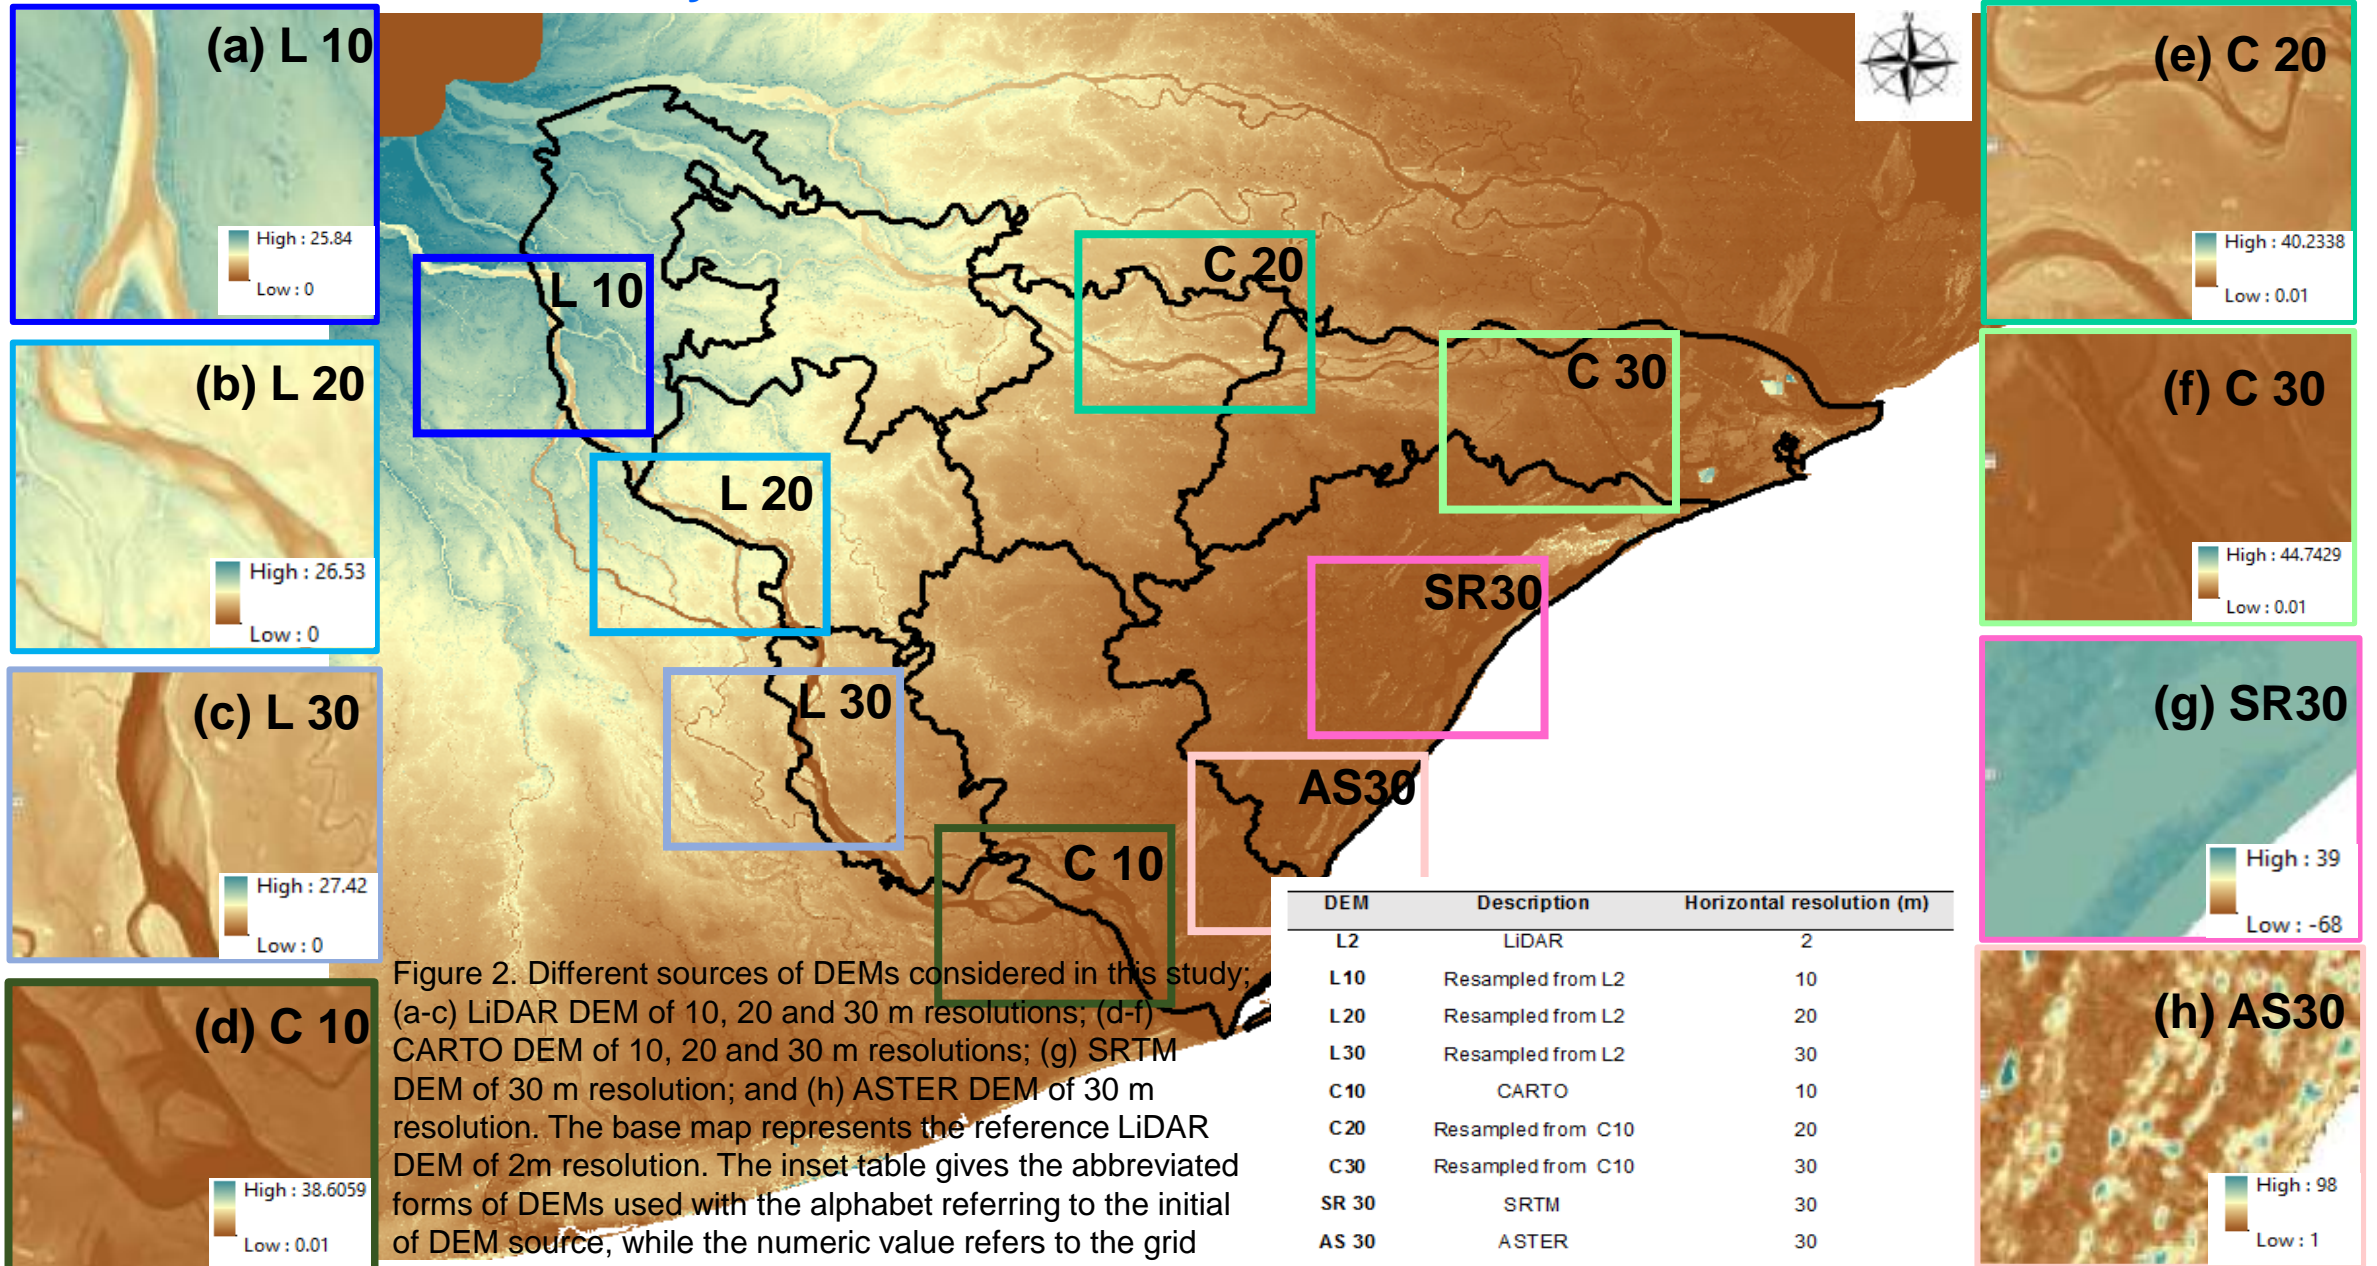 (a) L 10
High : 25.84
Low : 0
(b) L 20
High : 26.53
Low : 0
(c) L 30
High : 27.42
Low : 0
(d) C 10
High : 38.6059
Low : 0.01
N
L 10
C 20
C 30
L 20
SR30
L 30
AS30
C 10
Figure 2. Different sources of DEMs considered in this study;
(a-c) LiDAR DEM of 10, 20 and 30 m resolutions; (d-f)
CARTO DEM of 10, 20 and 30 m resolutions; (g) SRTM
DEM of 30 m resolution; and (h) ASTER DEM of 30 m
resolution. The base map represents the reference LiDAR
DEM of 2m resolution. The inset table gives the abbreviated
forms of DEMs used with the alphabet referring to the initial
of DEM source, while the numeric value refers to the grid
DEM Description Horizontal resolution (m)
L2 LiDAR 2
L10 Resampled from L2 10
L20 Resampled from L2 20
L30 Resampled from L2 30
C10 CARTO 10
C20 Resampled from C10 20
C30 Resampled from C10 30
SR 30 SRTM 30
AS 30 ASTER 30
(e) C 20
High : 40.2338
Low : 0.01
(f) C 30
High : 44.7429
Low : 0.01
(g) SR30
High : 39
Low : -68
(h) AS30
High : 98
Low : 1